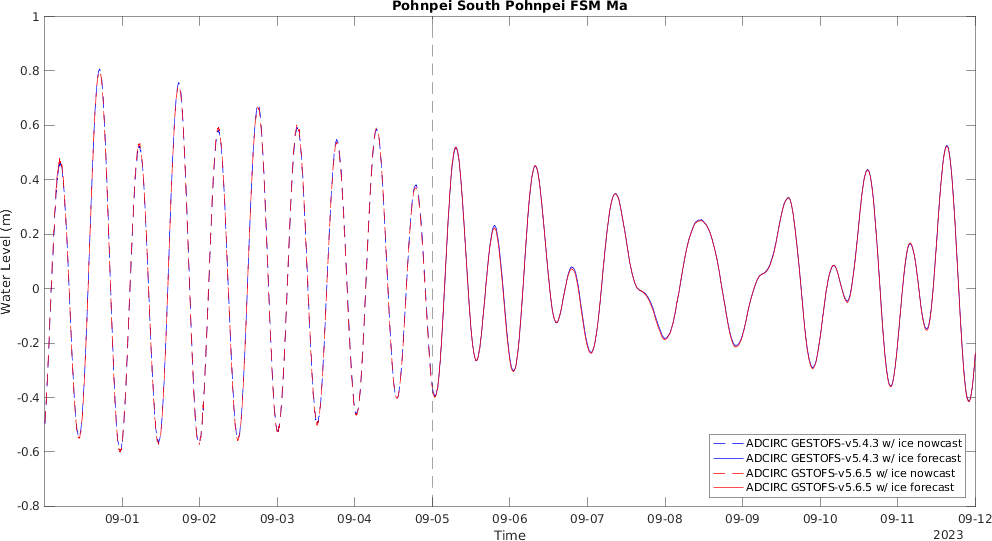 Pohnpei South Pohnpei FSM Ma
Water Level (m)
1
0.8
0.6
0.4
0.2
0
-0.2
-0.4
-0.6
-0.8
ADCIRC GESTOFS-v5.4.3 w/ ice nowcast
ADCIRC GESTOFS-v5.4.3 w/ ice forecast
ADCIRC GSTOFS-v5.6.5 w/ ice nowcast
ADCIRC GSTOFS-v5.6.5 w/ ice forecast
09-01 09-02 09-03 09-04 09-05 09-06 09-07 09-08 09-09 09-10 09-11 09-12
Time
2023